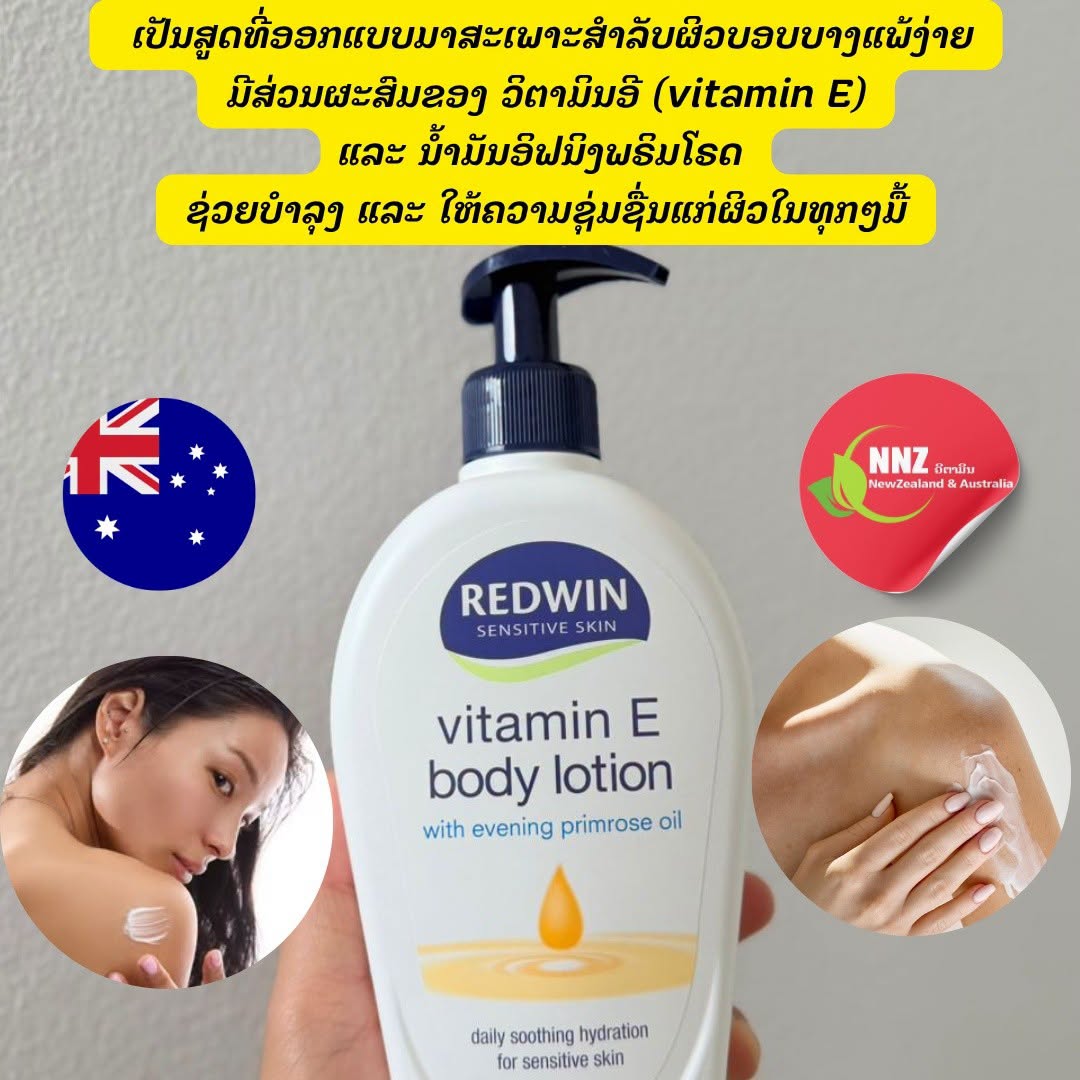 ເປັນສູດທີ່ອອກແບບມາສະເພາະສຳລັບຜິວບອບບາງແພ້ງ່າຍ
ມີສ່ວນຜະສົມຂອງ ວິຕາມິນອີ (vitamin E)
ແລະ ນ້ຳມັນອິຟນິງພຣິມໂຣດ
ຊ່ວຍບຳລຸງ ແລະ ໃຫ້ຄວາມຊຸ່ມຊື່ນແກ່ຜິວໃນທຸກໆມື້
NNZ ວິຕາມິນ
NewZealand & Australia
REDWIN
SENSITIVE SKIN
vitamin E
body lotion
with evening primrose oil
daily soothing hydration
for sensitive skin